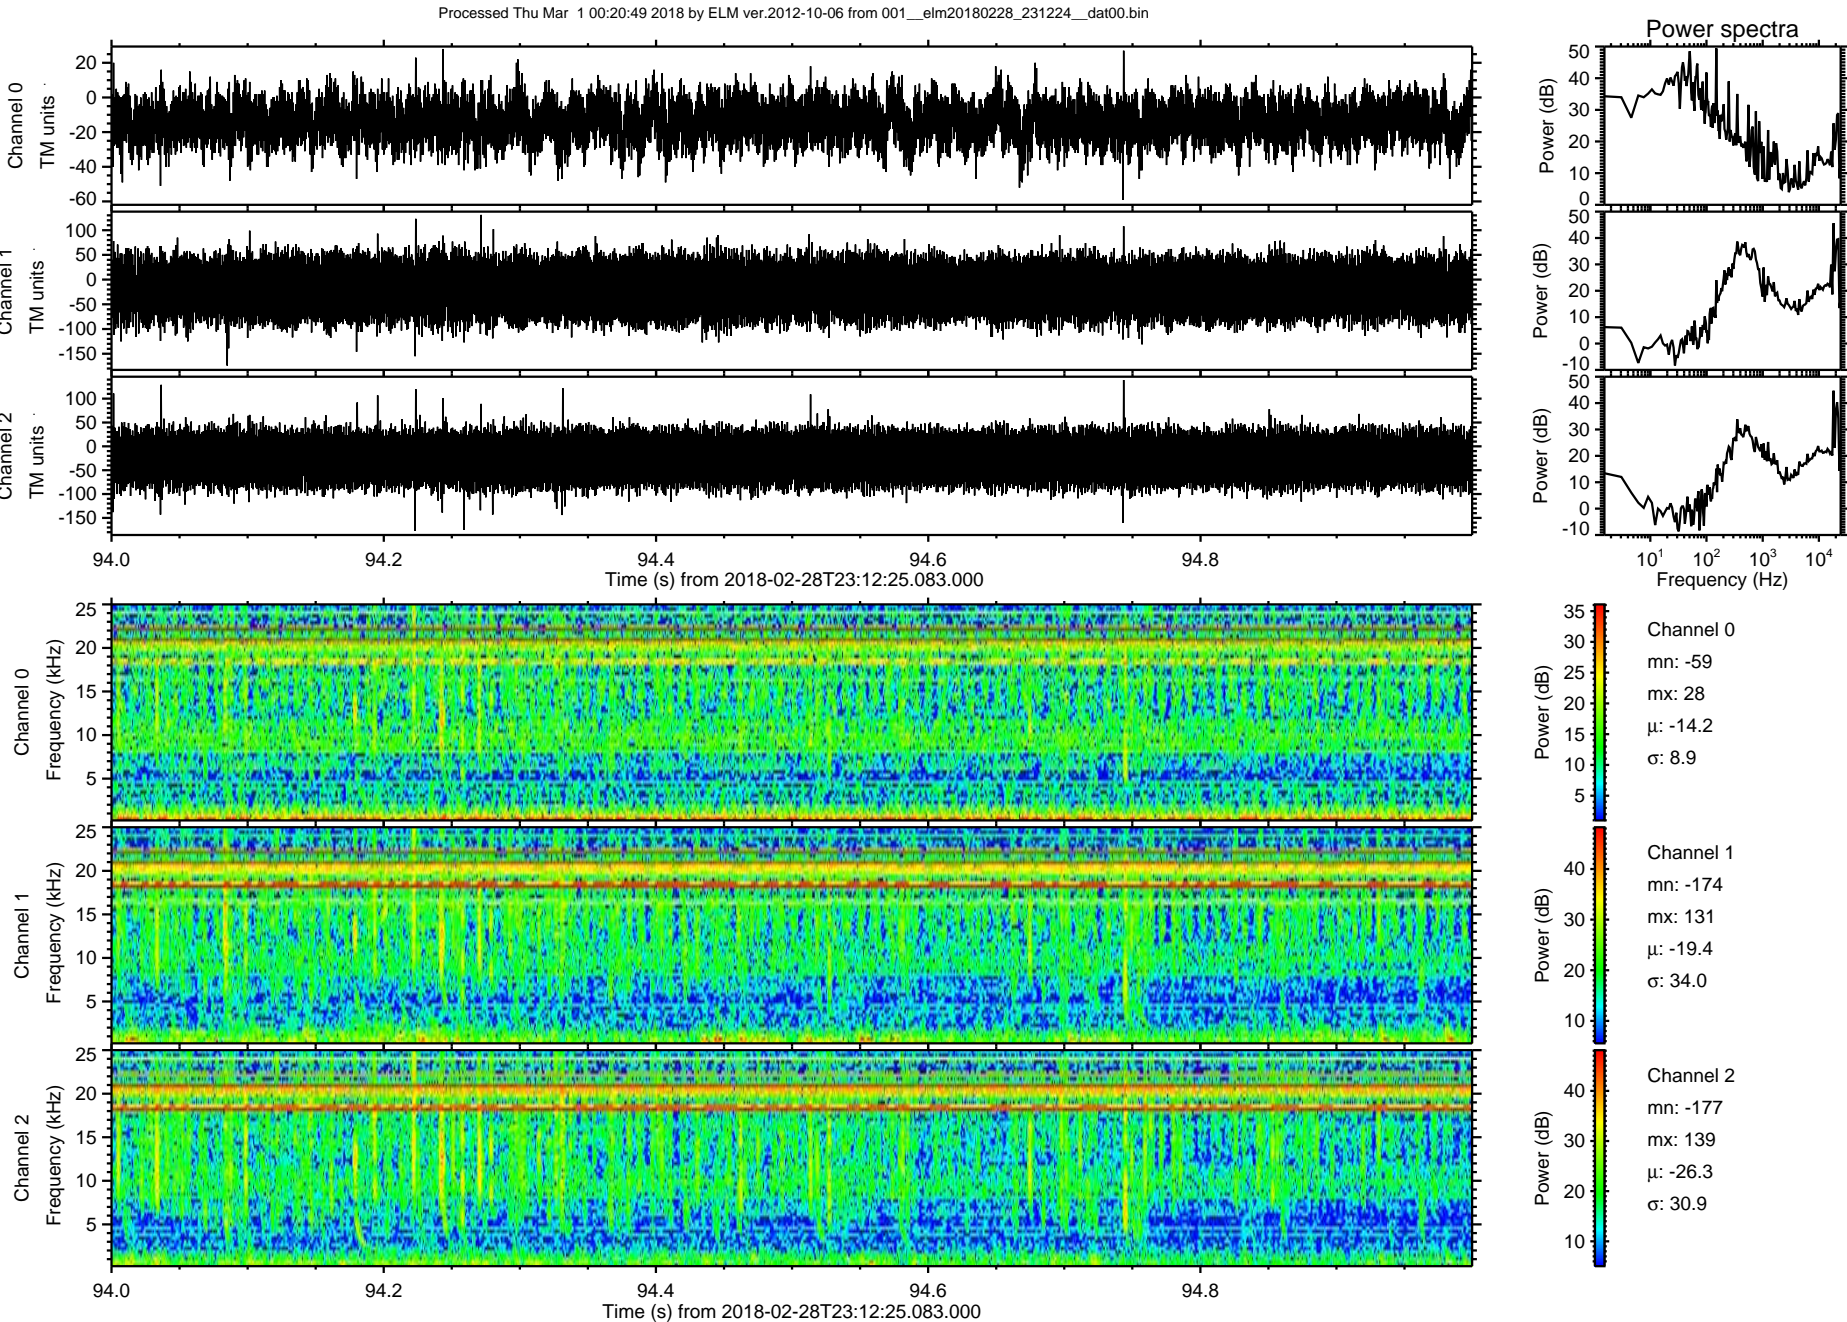 Processed Thu Mar 1 00:20:49 2018 by ELM ver.2012-10-06 from 001__elm20180228_231224__dat00.bin
Power spectra
Channel 0
TM units
20
0
-20
-40
-60
Power (dB)
50
40
30
20
10
0
Channel 1
TM units
100
50
0
-50
-100
-150
Power (dB)
50
40
30
20
10
0
-10
Channel 2
TM units
100
50
0
-50
-100
-150
Power (dB)
50
40
30
20
10
0
-10
94.0 94.2 94.4 94.6 94.8
Time (s) from 2018-02-28T23:12:25.083.000
10^1 10^2 10^3 10^4
Frequency (Hz)
Channel 0
Frequency (kHz)
25
20
15
10
5
Power (dB)
35
30
25
20
15
10
5
Channel 0
mn: -59
mx: 28
μ: -14.2
σ: 8.9
Channel 1
Frequency (kHz)
25
20
15
10
5
Power (dB)
40
30
20
10
Channel 1
mn: -174
mx: 131
μ: -19.4
σ: 34.0
Channel 2
Frequency (kHz)
25
20
15
10
5
Power (dB)
40
30
20
10
Channel 2
mn: -177
mx: 139
μ: -26.3
σ: 30.9
94.0 94.2 94.4 94.6 94.8
Time (s) from 2018-02-28T23:12:25.083.000